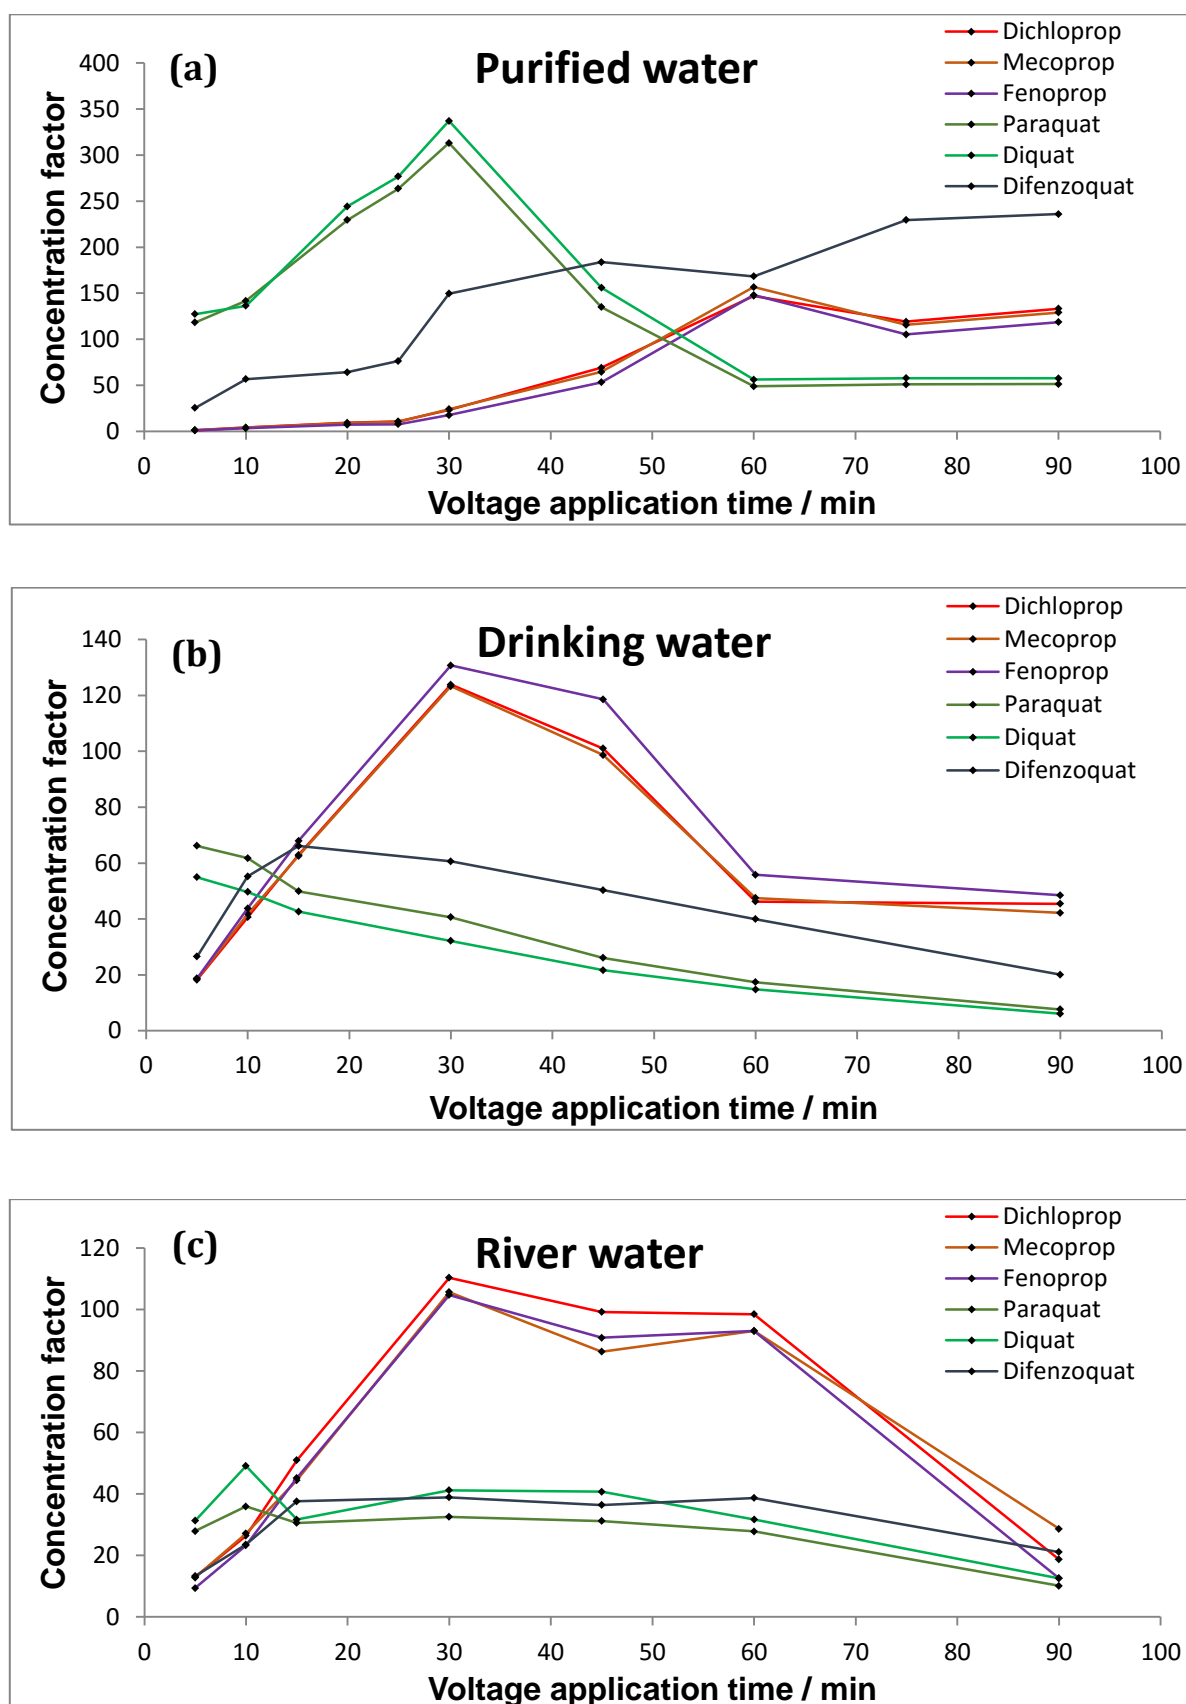 (a)
Purified water
Dichloprop
Mecoprop
Fenoprop
Paraquat
Diquat
Difenzoquat
Concentration factor
400
350
300
250
200
150
100
50
0
0 10 20 30 40 50 60 70 80 90 100
Voltage application time / min
(b)
Drinking water
Dichloprop
Mecoprop
Fenoprop
Paraquat
Diquat
Difenzoquat
Concentration factor
140
120
100
80
60
40
20
0
0 10 20 30 40 50 60 70 80 90 100
Voltage application time / min
(c)
River water
Dichloprop
Mecoprop
Fenoprop
Paraquat
Diquat
Difenzoquat
Concentration factor
120
100
80
60
40
20
0
0 10 20 30 40 50 60 70 80 90 100
Voltage application time / min